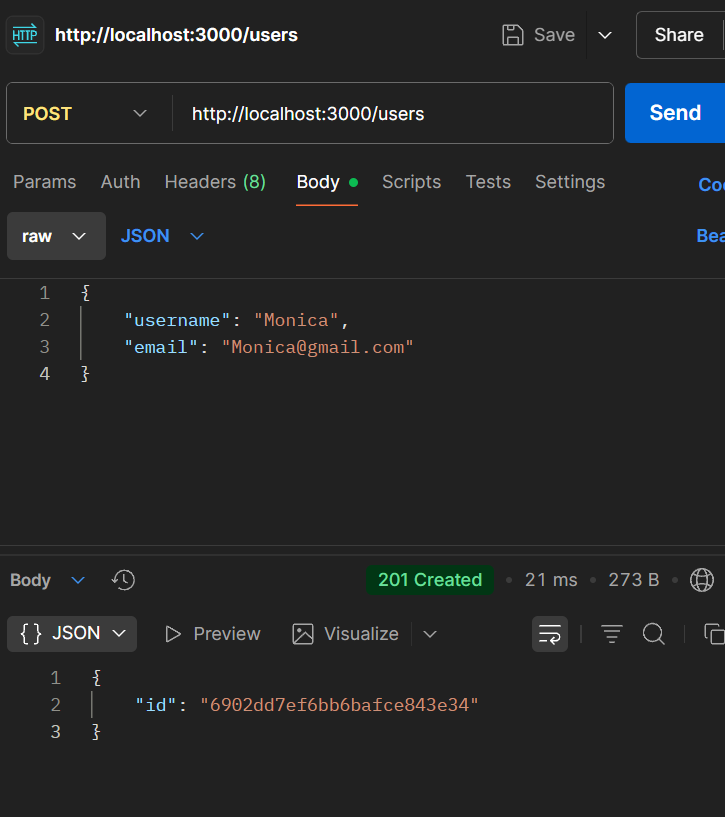 HTTP http://localhost:3000/users Save Share
POST http://localhost:3000/users Send
Params Auth Headers (8) Body Scripts Tests Settings
raw JSON
1 {
2 "username": "Monica",
3 "email": "Monica@gmail.com"
4 }
Body 201 Created • 21 ms • 273 B •
{} JSON Preview Visualize
1 {
2 "id": "6902dd7ef6bb6bafce843e34"
3 }